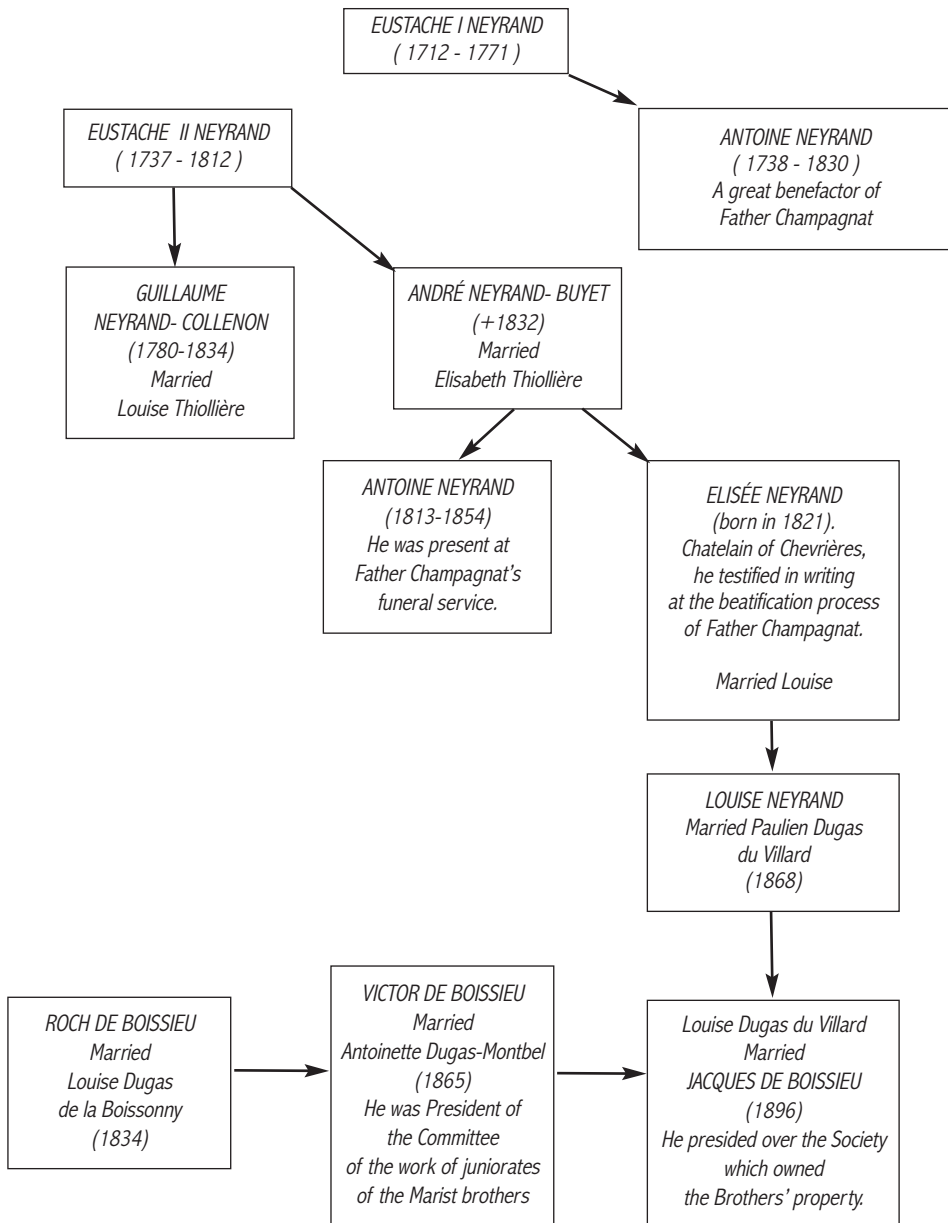 EUSTACHE I NEYRAND
( 1712 - 1771 )
EUSTACHE II NEYRAND
( 1737 - 1812 )
ANTOINE NEYRAND
( 1738 - 1830 )
A great benefactor of
Father Champagnat
GUILLAUME
NEYRAND- COLLENON
(1780-1834)
Married
Louise Thiollière
ANDRÉ NEYRAND- BUYET
(+1832)
Married
Elisabeth Thiollière
ANTOINE NEYRAND
(1813-1854)
He was present at
Father Champagnat’s
funeral service.
ELISÉE NEYRAND
(born in 1821).
Chatelain of Chevrières,
he testified in writing
at the beatification process
of Father Champagnat.
Married Louise
LOUISE NEYRAND
Married Paulien Dugas
du Villard
(1868)
ROCH DE BOISSIEU
Married
Louise Dugas
de la Boissonny
(1834)
VICTOR DE BOISSIEU
Married
Antoinette Dugas-Montbel
(1865)
He was President of
the Committee
of the work of juniorates
of the Marist brothers
Louise Dugas du Villard
Married
JACQUES DE BOISSIEU
(1896)
He presided over the Society
which owned
the Brothers’ property.